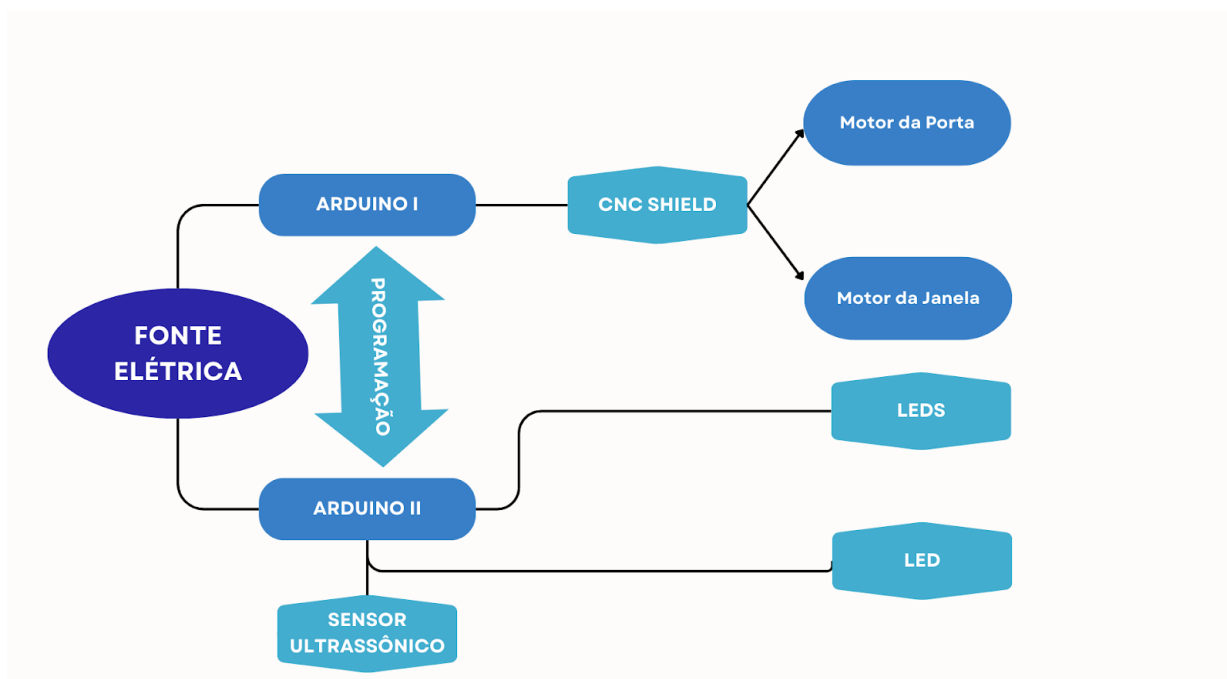 Motor da Porta
ARDUINO I
CNC SHIELD
PROGRAMAÇÃO
Motor da Janela
FONTE
ELÉTRICA
LEDS
ARDUINO II
LED
SENSOR
ULTRASSÔNICO